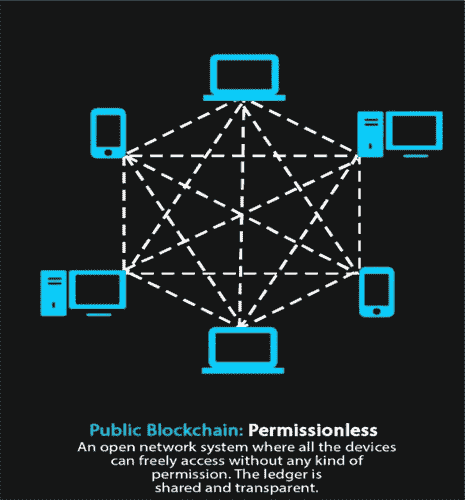 Public Blockchain: Permissionless
An open network system where all the devices
can freely access without any kind of
permission. The ledger is
shared and transparent.